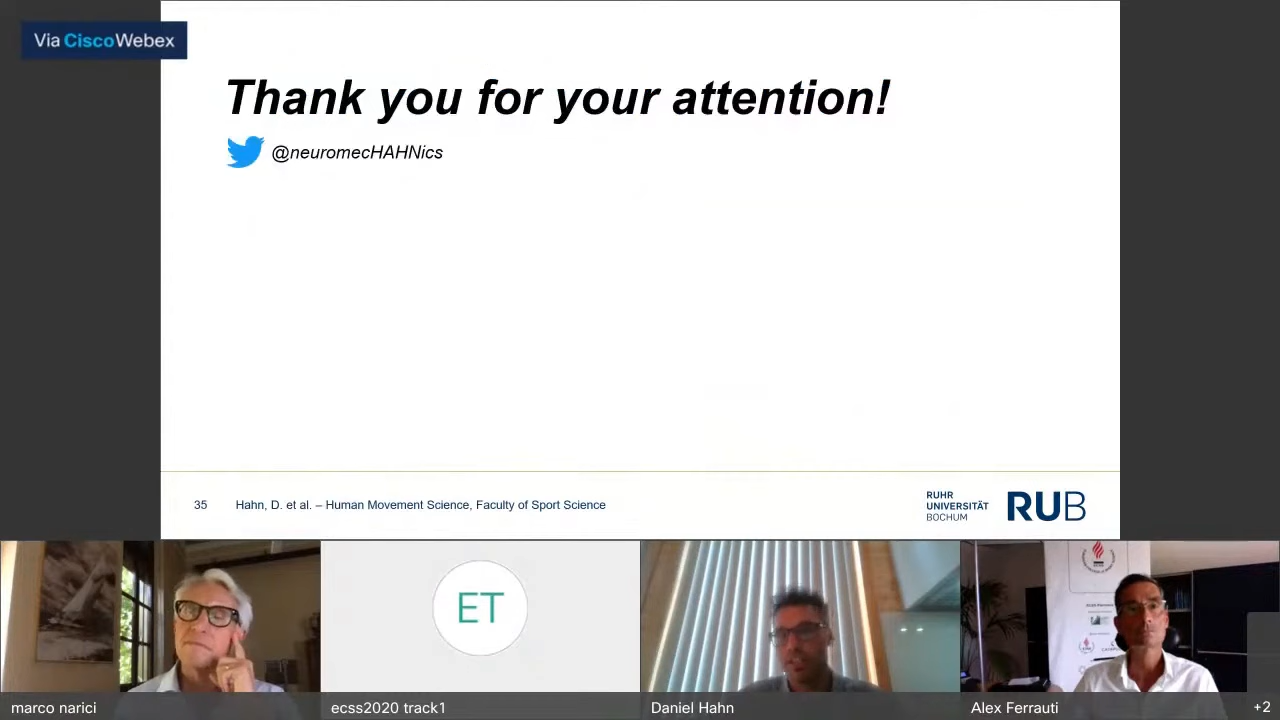 Via CiscoWebex
Thank you for your attention!
@neuromecHAHNics
35 Hahn, D. et al. – Human Movement Science, Faculty of Sport Science
RUHR
UNIVERSITÄT
BOCHUM
RUB
ET
marco narici
ecss2020 track1
Daniel Hahn
Alex Ferrauti
+2